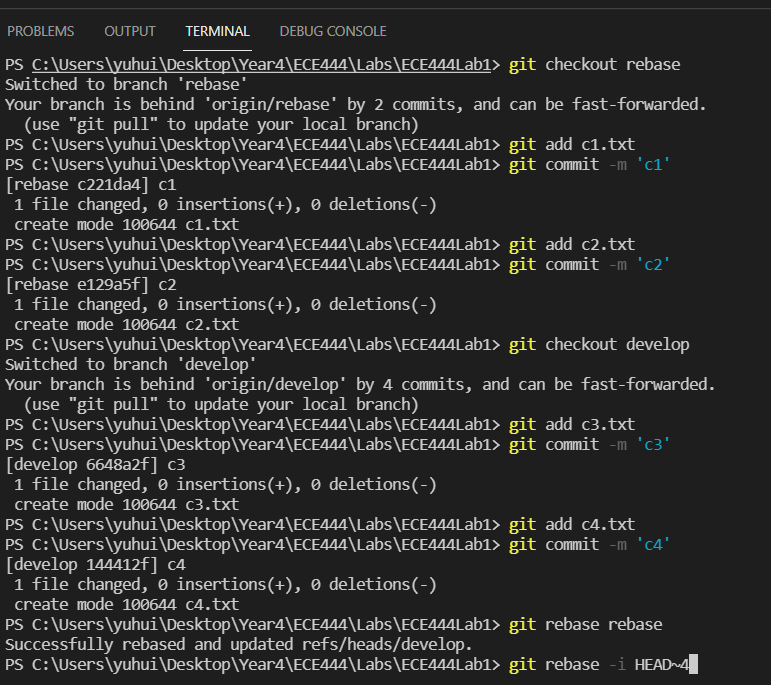 PROBLEMS OUTPUT TERMINAL DEBUG CONSOLE
PS C:\Users\yuhui\Desktop\Year4\ECE444\Labs\ECE444Lab1> git checkout rebase
Switched to branch 'rebase'
Your branch is behind 'origin/rebase' by 2 commits, and can be fast-forwarded.
  (use "git pull" to update your local branch)
PS C:\Users\yuhui\Desktop\Year4\ECE444\Labs\ECE444Lab1> git add c1.txt
PS C:\Users\yuhui\Desktop\Year4\ECE444\Labs\ECE444Lab1> git commit -m 'c1'
[rebase c221da4] c1
 1 file changed, 0 insertions(+), 0 deletions(-)
 create mode 100644 c1.txt
PS C:\Users\yuhui\Desktop\Year4\ECE444\Labs\ECE444Lab1> git add c2.txt
PS C:\Users\yuhui\Desktop\Year4\ECE444\Labs\ECE444Lab1> git commit -m 'c2'
[rebase e129a5f] c2
 1 file changed, 0 insertions(+), 0 deletions(-)
 create mode 100644 c2.txt
PS C:\Users\yuhui\Desktop\Year4\ECE444\Labs\ECE444Lab1> git checkout develop
Switched to branch 'develop'
Your branch is behind 'origin/develop' by 4 commits, and can be fast-forwarded.
  (use "git pull" to update your local branch)
PS C:\Users\yuhui\Desktop\Year4\ECE444\Labs\ECE444Lab1> git add c3.txt
PS C:\Users\yuhui\Desktop\Year4\ECE444\Labs\ECE444Lab1> git commit -m 'c3'
[develop 6648a2f] c3
 1 file changed, 0 insertions(+), 0 deletions(-)
 create mode 100644 c3.txt
PS C:\Users\yuhui\Desktop\Year4\ECE444\Labs\ECE444Lab1> git add c4.txt
PS C:\Users\yuhui\Desktop\Year4\ECE444\Labs\ECE444Lab1> git commit -m 'c4'
[develop 144412f] c4
 1 file changed, 0 insertions(+), 0 deletions(-)
 create mode 100644 c4.txt
PS C:\Users\yuhui\Desktop\Year4\ECE444\Labs\ECE444Lab1> git rebase rebase
Successfully rebased and updated refs/heads/develop.
PS C:\Users\yuhui\Desktop\Year4\ECE444\Labs\ECE444Lab1> git rebase -i HEAD~4